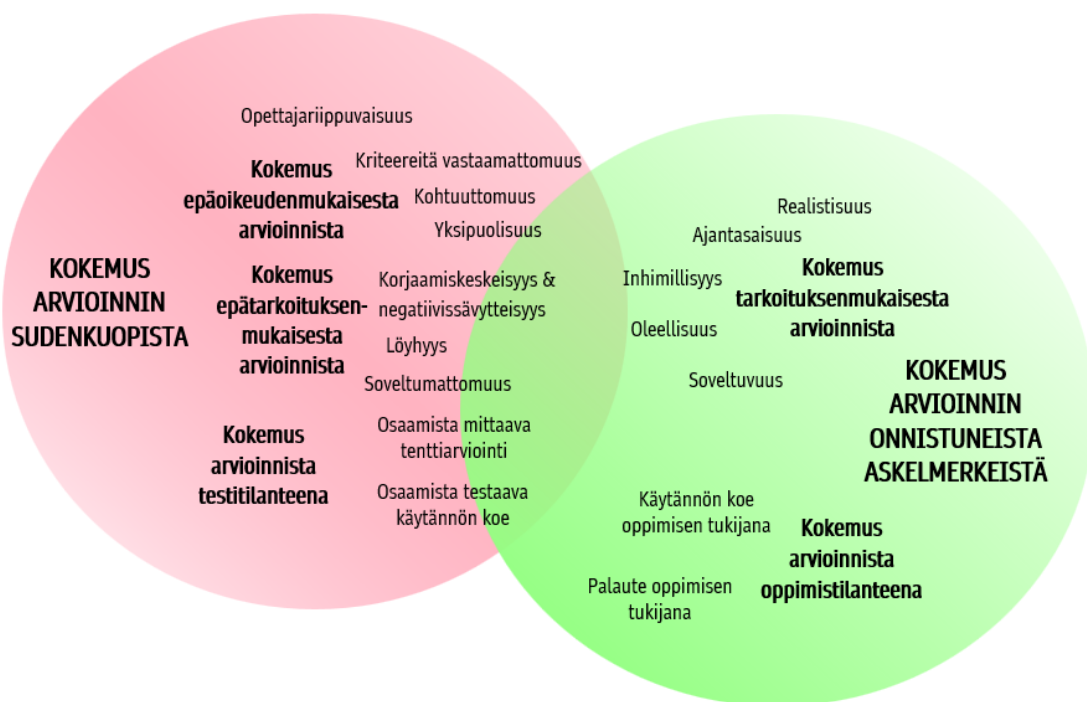 Opettajariippuvaisuus
Kokemus
epäoikeudenmukaisesta
arvioinnista
Kriteereitä vastaamattomuus
Kohtuuttomuus
Yksipuolisuus
KOKEMUS
ARVIOINNIN
SUDENKUOPISTA
Kokemus
epätarkoituksen-
mukaisesta
arvioinnista
Korjaamiskeskeisyys &
negatiivissävytteisyys
Löyhyys
Soveltumattomuus
Kokemus
arvioinnista
testitilanteena
Osaamista mittaava
tenttiarviointi
Osaamista testaava
käytännön koe
Realistisuus
Ajantasaisuus
Inhimillisyys
Oleellisuus
Soveltuvuus
Kokemus
tarkoituksenmukaisesta
arvioinnista
KOKEMUS
ARVIOINNIN
ONNISTUNEISTA
ASKELMERKEISTÄ
Käytännön koe
oppimisen tukijana
Palaute oppimisen
tukijana
Kokemus
arvioinnista
oppimistilanteena